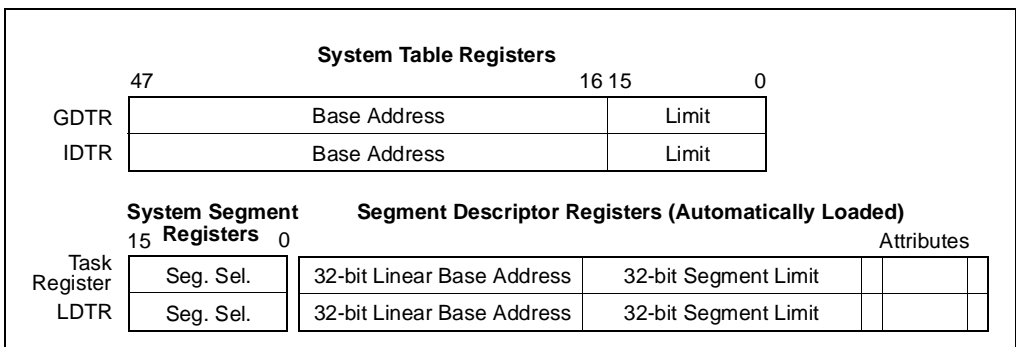 System Table Registers
47 16 15 0
GDTR Base Address Limit
IDTR Base Address Limit
System Segment Registers Segment Descriptor Registers (Automatically Loaded)
15 0 Attributes
Task Register Seg. Sel. 32-bit Linear Base Address 32-bit Segment Limit
LDTR Seg. Sel. 32-bit Linear Base Address 32-bit Segment Limit